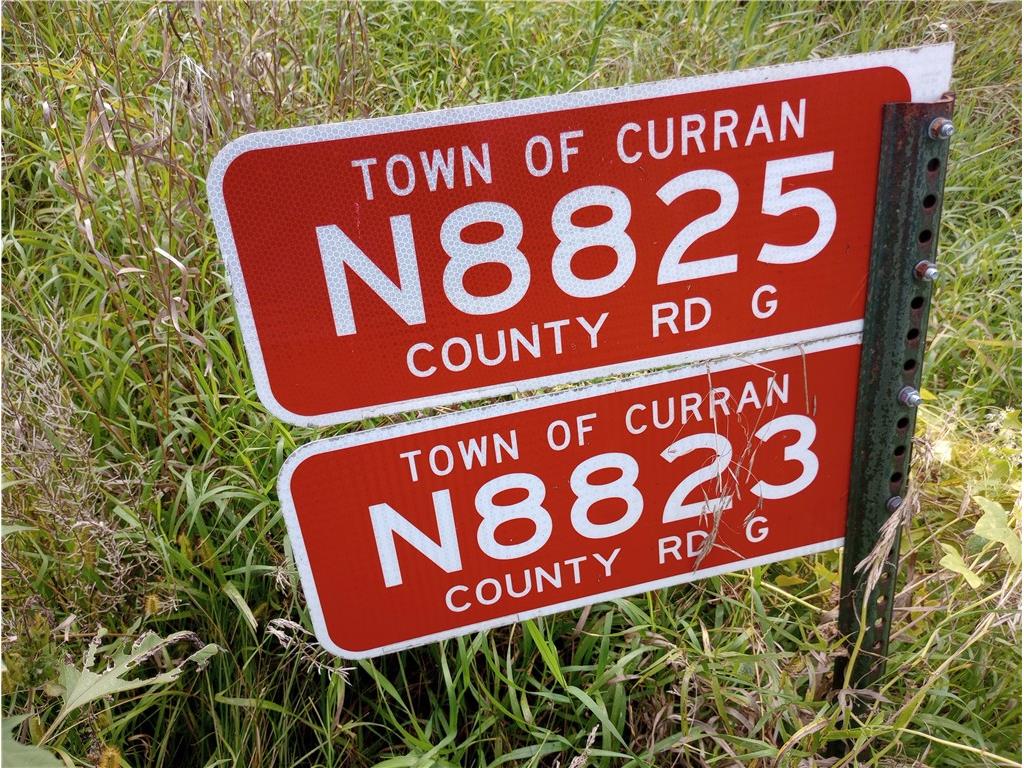 TOWN OF CURRAN
N8825
COUNTY RD G
TOWN OF CURRAN
N8823
COUNTY RD G